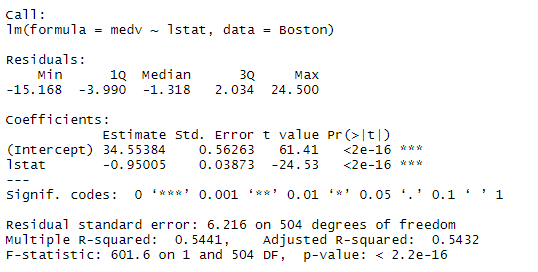 Call:
lm(formula = medv ~ lstat, data = Boston)
Residuals:
Min 1Q Median 3Q Max
-15.168 -3.990 -1.318 2.034 24.500
Coefficients:
Estimate Std. Error t value Pr(>|t|)
(Intercept) 34.55384 0.56263 61.41 <2e-16 ***
lstat -0.95005 0.03873 -24.53 <2e-16 ***
---
Signif. codes: 0 ‘***’ 0.001 ‘**’ 0.01 ‘*’ 0.05 ‘.’ 0.1 ‘ ’ 1
Residual standard error: 6.216 on 504 degrees of freedom
Multiple R-squared: 0.5441, Adjusted R-squared: 0.5432
F-statistic: 601.6 on 1 and 504 DF, p-value: < 2.2e-16